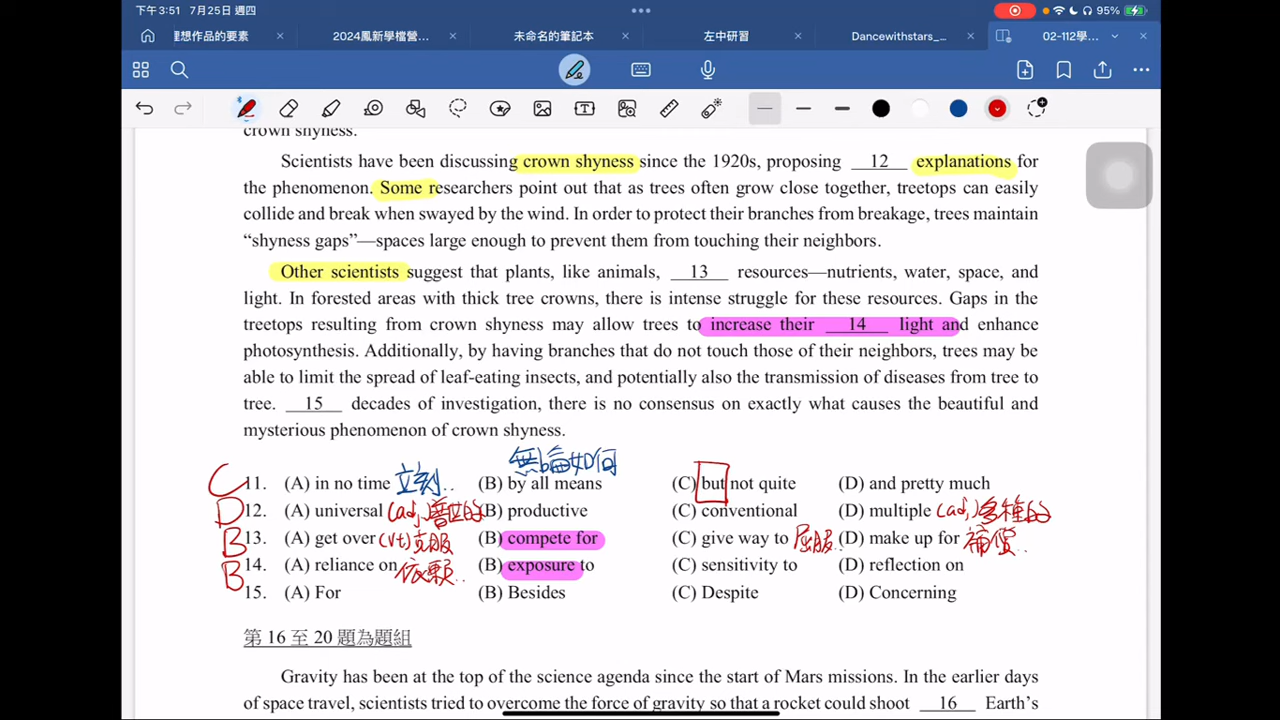 下午3:51 7月25日 週四
95%
理想作品的要素
2024鳳新學檔營...
未命名的筆記本
左中研習
Dancewithstars_...
02-112學...
crown shyness.
Scientists have been discussing crown shyness since the 1920s, proposing 12 explanations for
the phenomenon. Some researchers point out that as trees often grow close together, treetops can easily
collide and break when swayed by the wind. In order to protect their branches from breakage, trees maintain
“shyness gaps”—spaces large enough to prevent them from touching their neighbors.
Other scientists suggest that plants, like animals, 13 resources—nutrients, water, space, and
light. In forested areas with thick tree crowns, there is intense struggle for these resources. Gaps in the
treetops resulting from crown shyness may allow trees to increase their 14 light and enhance
photosynthesis. Additionally, by having branches that do not touch those of their neighbors, trees may be
able to limit the spread of leaf-eating insects, and potentially also the transmission of diseases from tree to
tree. 15 decades of investigation, there is no consensus on exactly what causes the beautiful and
mysterious phenomenon of crown shyness.
無論如何
C 11. (A) in no time 立刻.. (B) by all means (C) but not quite (D) and pretty much
D 12. (A) universal (adj.)普世的 (B) productive (C) conventional (D) multiple (adj.)多種的
B 13. (A) get over (vt)克服 (B) compete for (C) give way to 屈服.. (D) make up for 補償..
B 14. (A) reliance on 依賴.. (B) exposure to (C) sensitivity to (D) reflection on
15. (A) For (B) Besides (C) Despite (D) Concerning
第 16 至 20 題為題組
Gravity has been at the top of the science agenda since the start of Mars missions. In the earlier days
of space travel, scientists tried to overcome the force of gravity so that a rocket could shoot 16 Earth’s